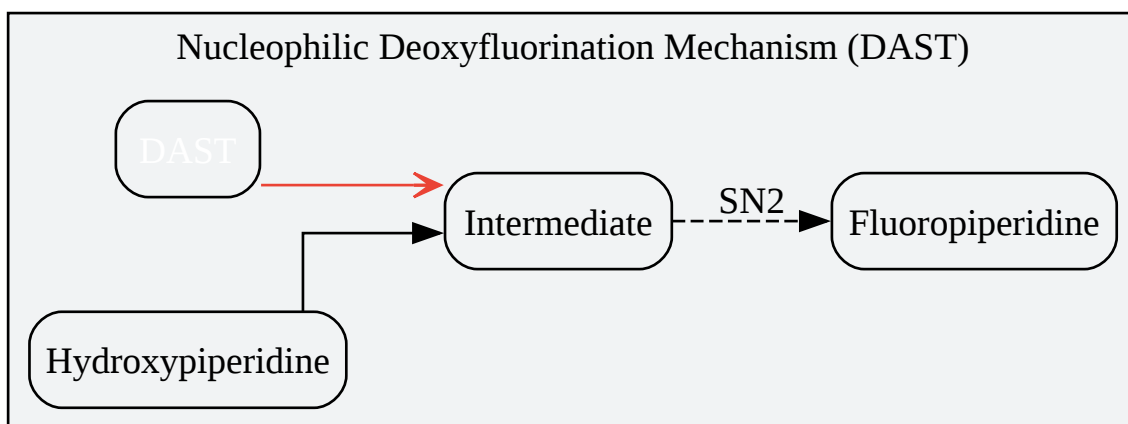 Nucleophilic Deoxyfluorination Mechanism (DAST)
DAST
Intermediate
SN2
Fluoropiperidine
Hydroxypiperidine